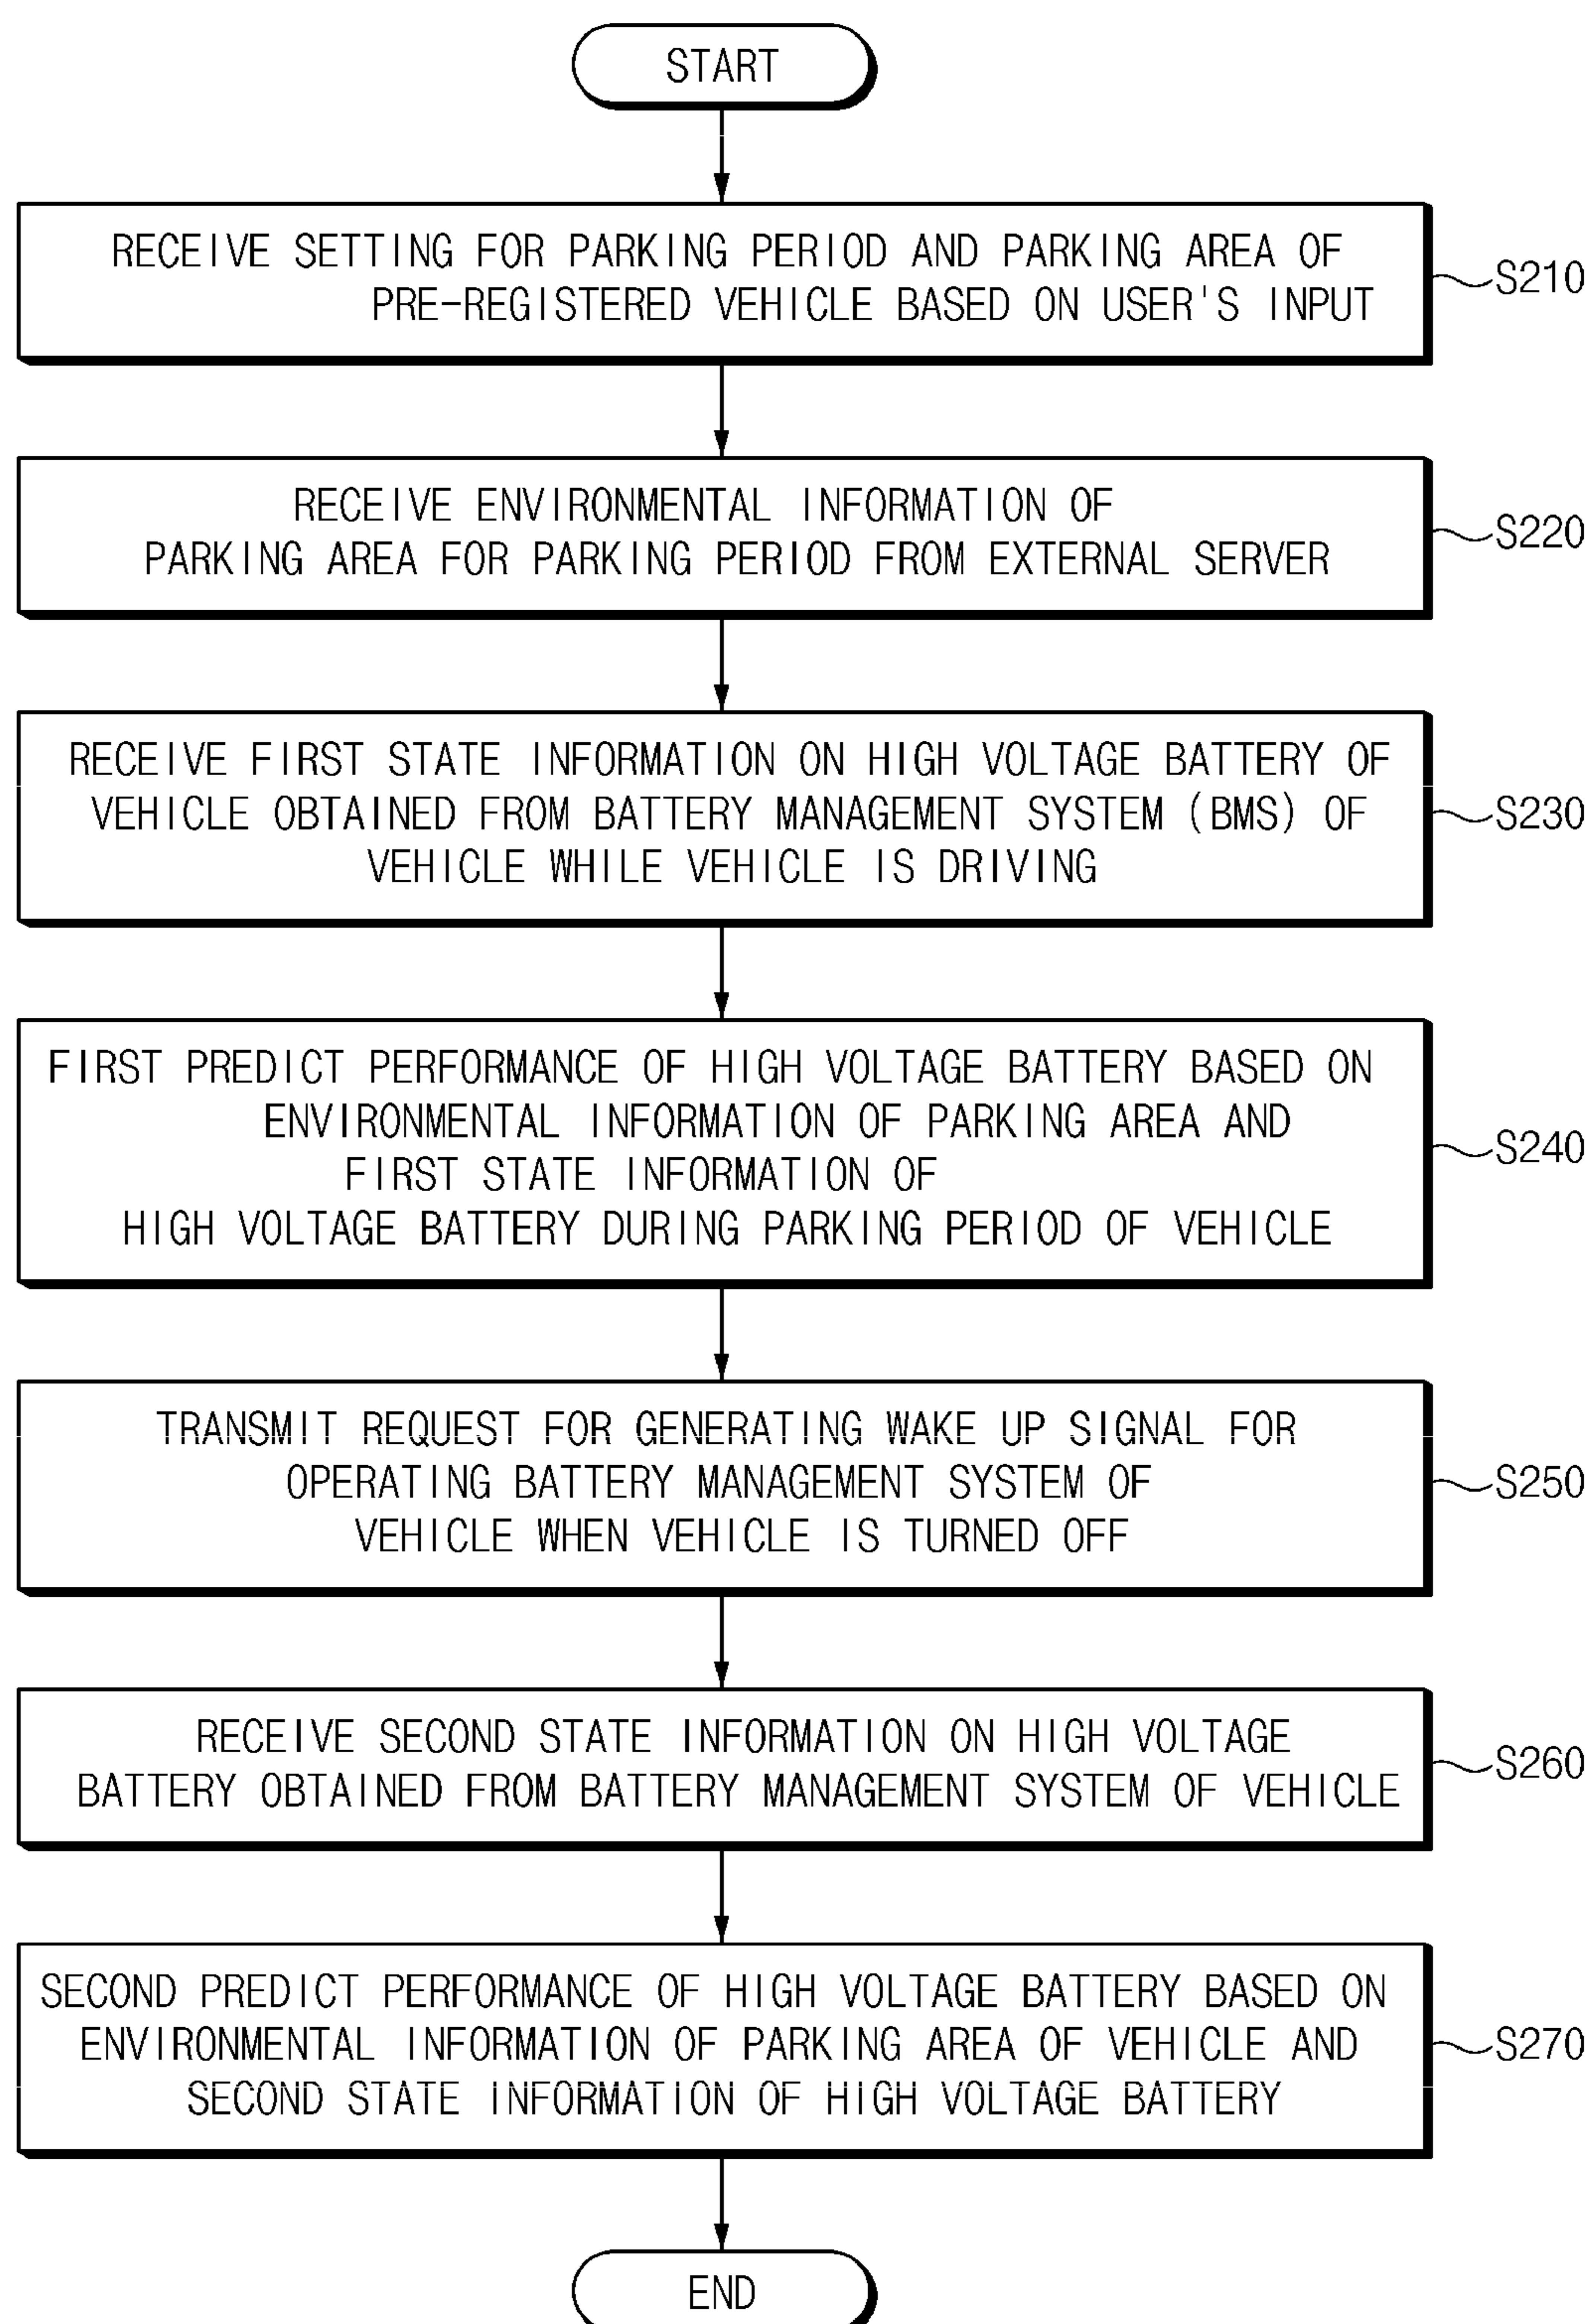 START
RECEIVE SETTING FOR PARKING PERIOD AND PARKING AREA OF
PRE-REGISTERED VEHICLE BASED ON USER'S INPUT
S210
RECEIVE ENVIRONMENTAL INFORMATION OF
PARKING AREA FOR PARKING PERIOD FROM EXTERNAL SERVER
S220
RECEIVE FIRST STATE INFORMATION ON HIGH VOLTAGE BATTERY OF
VEHICLE OBTAINED FROM BATTERY MANAGEMENT SYSTEM (BMS) OF
VEHICLE WHILE VEHICLE IS DRIVING
S230
FIRST PREDICT PERFORMANCE OF HIGH VOLTAGE BATTERY BASED ON
ENVIRONMENTAL INFORMATION OF PARKING AREA AND
FIRST STATE INFORMATION OF
HIGH VOLTAGE BATTERY DURING PARKING PERIOD OF VEHICLE
S240
TRANSMIT REQUEST FOR GENERATING WAKE UP SIGNAL FOR
OPERATING BATTERY MANAGEMENT SYSTEM OF
VEHICLE WHEN VEHICLE IS TURNED OFF
S250
RECEIVE SECOND STATE INFORMATION ON HIGH VOLTAGE
BATTERY OBTAINED FROM BATTERY MANAGEMENT SYSTEM OF VEHICLE
S260
SECOND PREDICT PERFORMANCE OF HIGH VOLTAGE BATTERY BASED ON
ENVIRONMENTAL INFORMATION OF PARKING AREA OF VEHICLE AND
SECOND STATE INFORMATION OF HIGH VOLTAGE BATTERY
S270
END